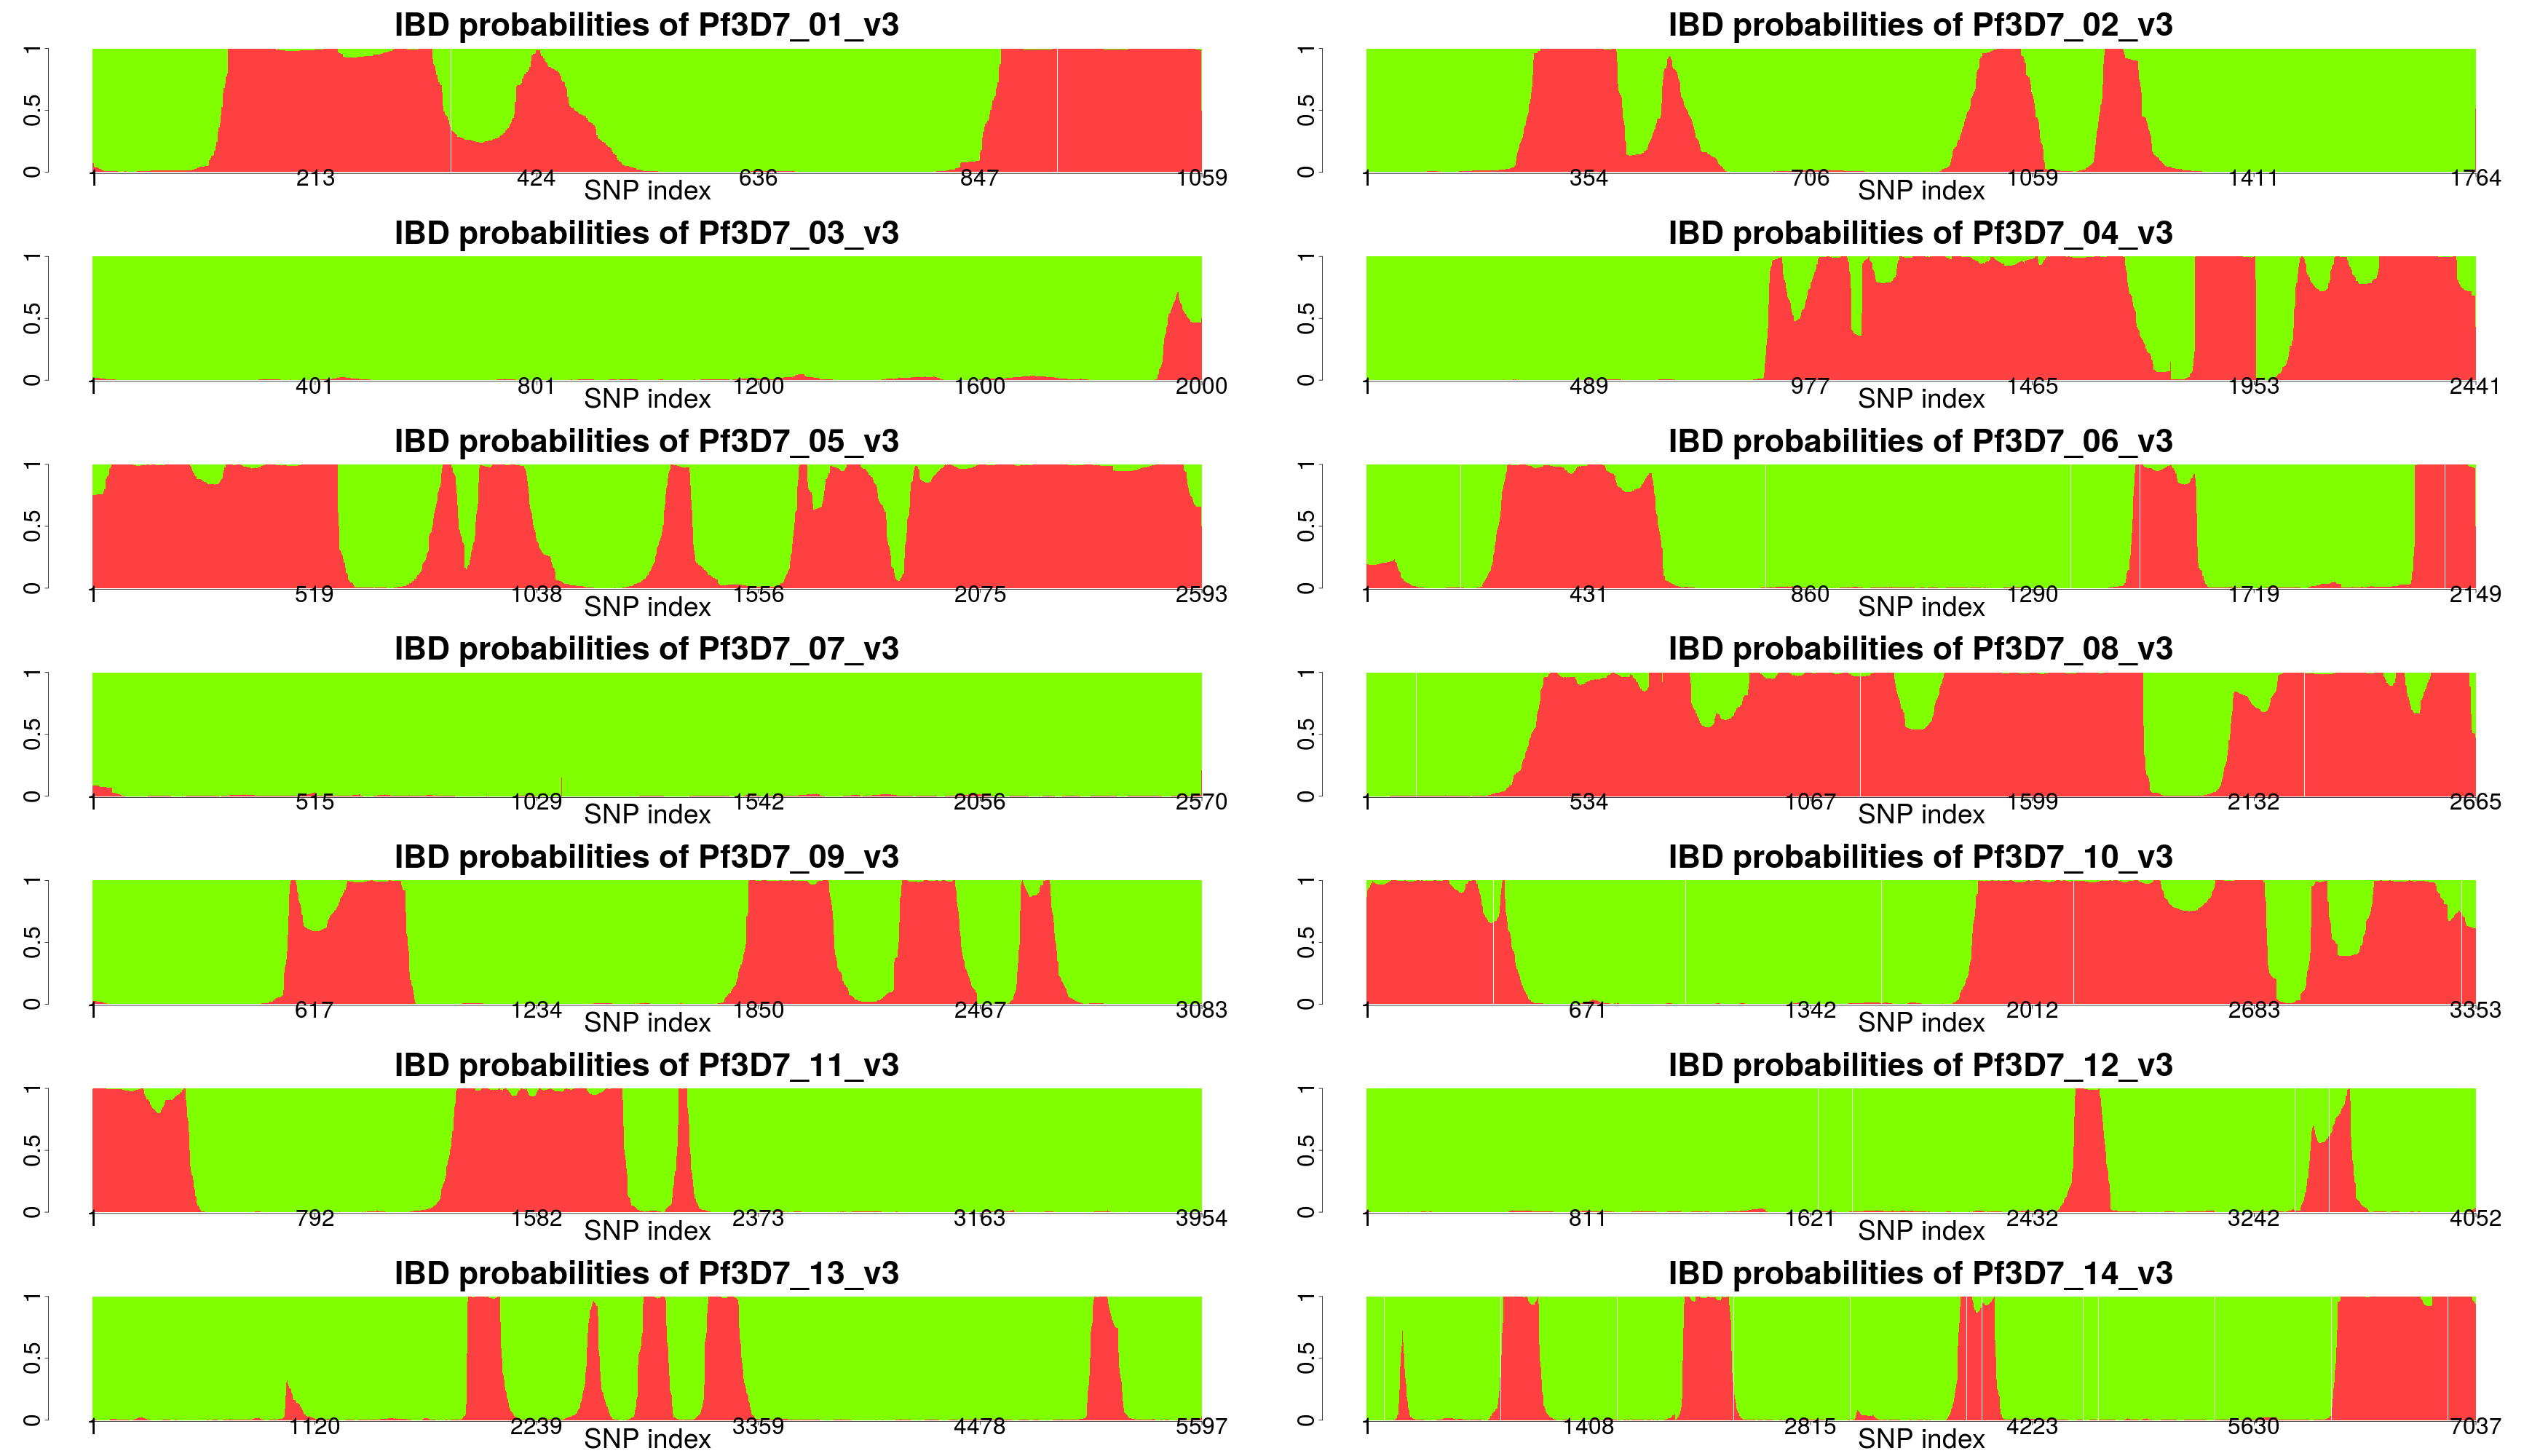 IBD probabilities of Pf3D7_01_v3
0 0.5 1
1 213 424 636 847 1059
SNP index
IBD probabilities of Pf3D7_02_v3
0 0.5 1
1 354 706 1059 1411 1764
SNP index
IBD probabilities of Pf3D7_03_v3
0 0.5 1
1 401 801 1200 1600 2000
SNP index
IBD probabilities of Pf3D7_04_v3
0 0.5 1
1 489 977 1465 1953 2441
SNP index
IBD probabilities of Pf3D7_05_v3
0 0.5 1
1 519 1038 1556 2075 2593
SNP index
IBD probabilities of Pf3D7_06_v3
0 0.5 1
1 431 860 1290 1719 2149
SNP index
IBD probabilities of Pf3D7_07_v3
0 0.5 1
1 515 1029 1542 2056 2570
SNP index
IBD probabilities of Pf3D7_08_v3
0 0.5 1
1 534 1067 1599 2132 2665
SNP index
IBD probabilities of Pf3D7_09_v3
0 0.5 1
1 617 1234 1850 2467 3083
SNP index
IBD probabilities of Pf3D7_10_v3
0 0.5 1
1 671 1342 2012 2683 3353
SNP index
IBD probabilities of Pf3D7_11_v3
0 0.5 1
1 792 1582 2373 3163 3954
SNP index
IBD probabilities of Pf3D7_12_v3
0 0.5 1
1 811 1621 2432 3242 4052
SNP index
IBD probabilities of Pf3D7_13_v3
0 0.5 1
1 1120 2239 3359 4478 5597
SNP index
IBD probabilities of Pf3D7_14_v3
0 0.5 1
1 1408 2815 4223 5630 7037
SNP index